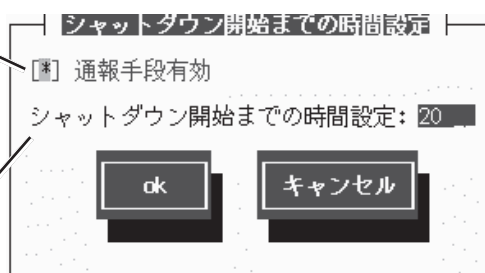 シャットダウン開始までの時間設定
[*] 通報手段有効
シャットダウン開始までの時間設定: 20
ok キャンセル